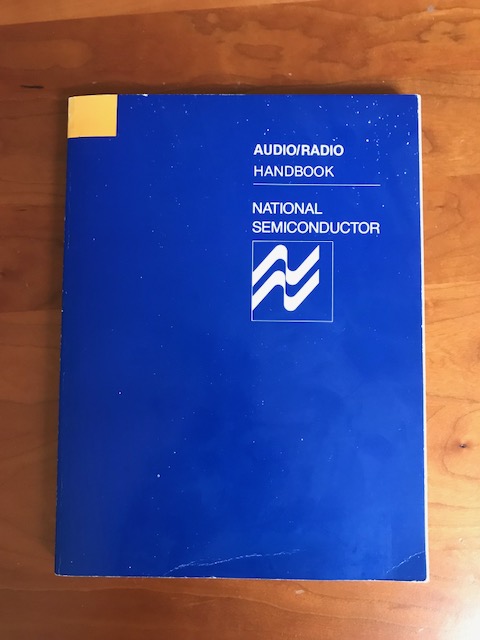 AUDIO/RADIO
HANDBOOK
NATIONAL
SEMICONDUCTOR